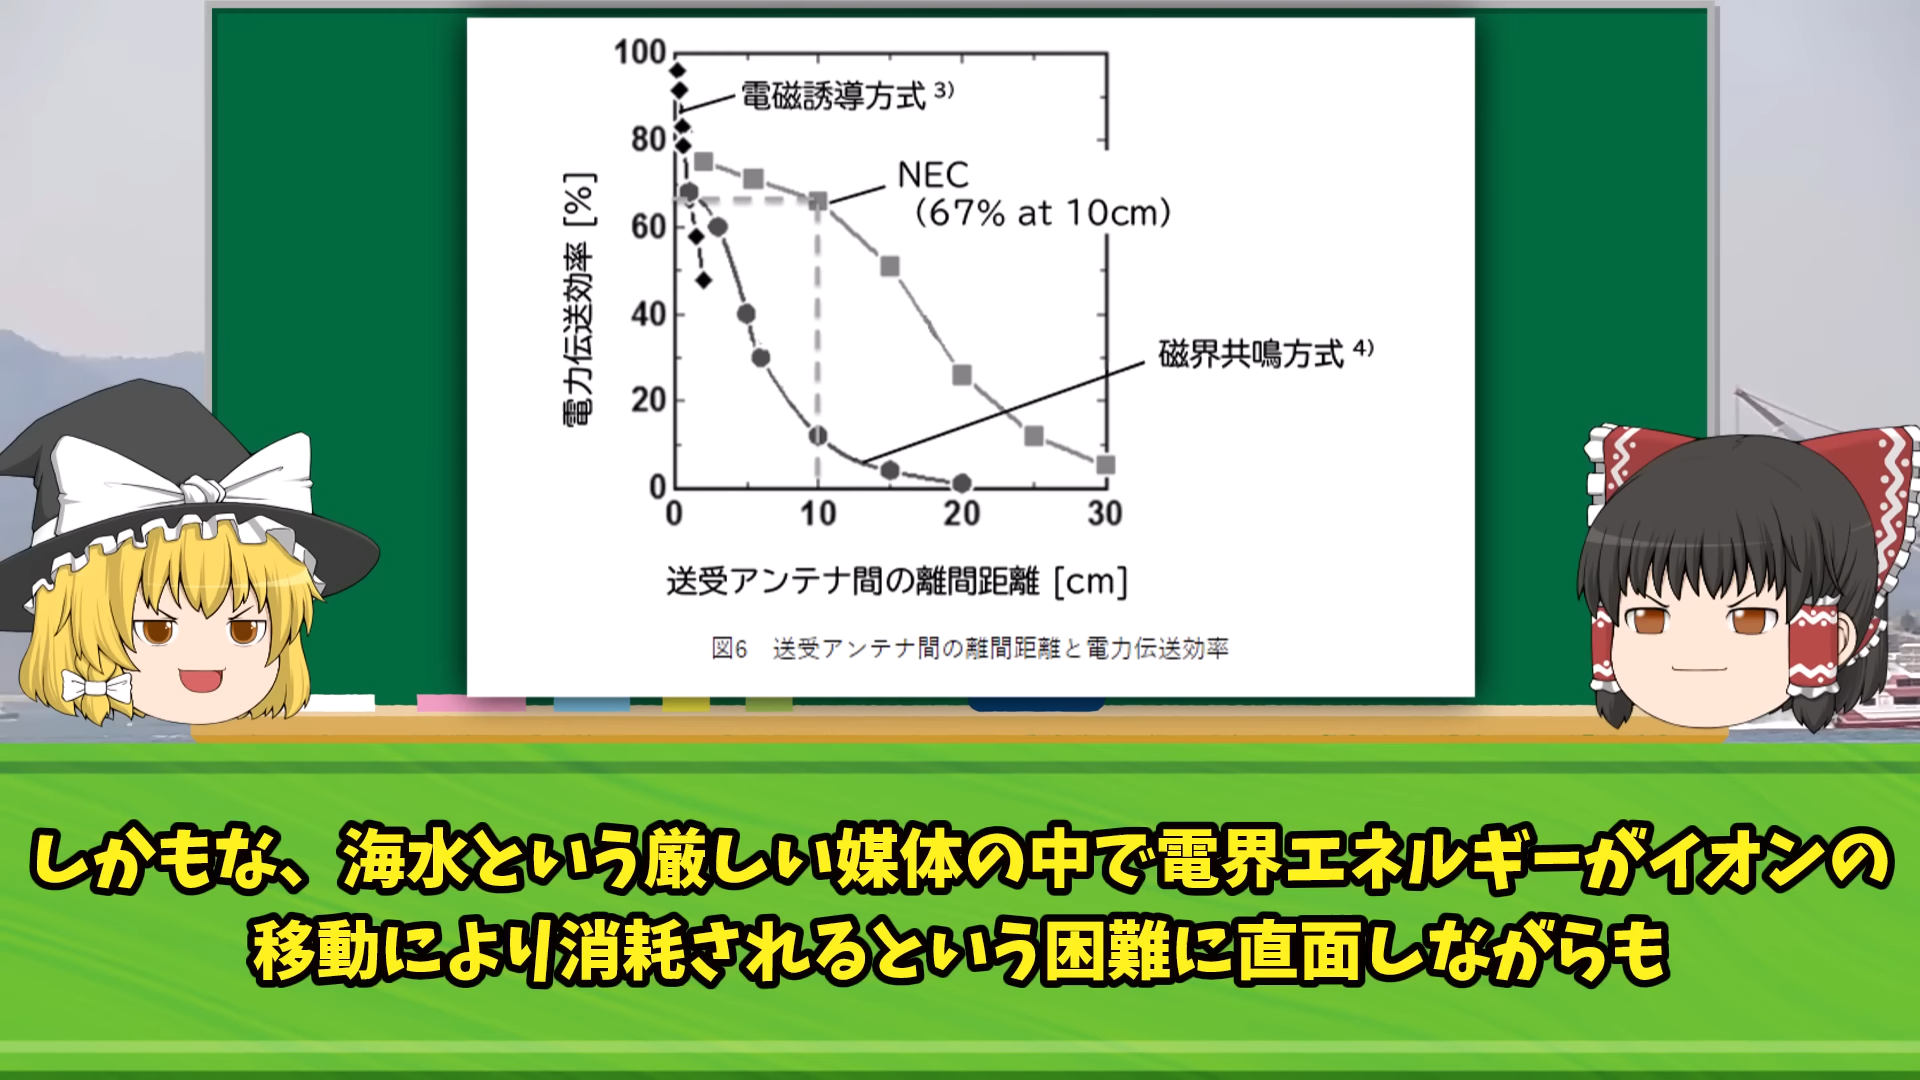 100
80
60
40
20
0
0 10 20 30
電力伝送効率 [%]
電磁誘導方式 3)
NEC
(67% at 10cm)
磁界共鳴方式 4)
送受アンテナ間の離間距離 [cm]
図6 送受アンテナ間の離間距離と電力伝送効率
しかもな、海水という厳しい媒体の中で電界エネルギーがイオンの
移動により消耗されるという困難に直面しながらも